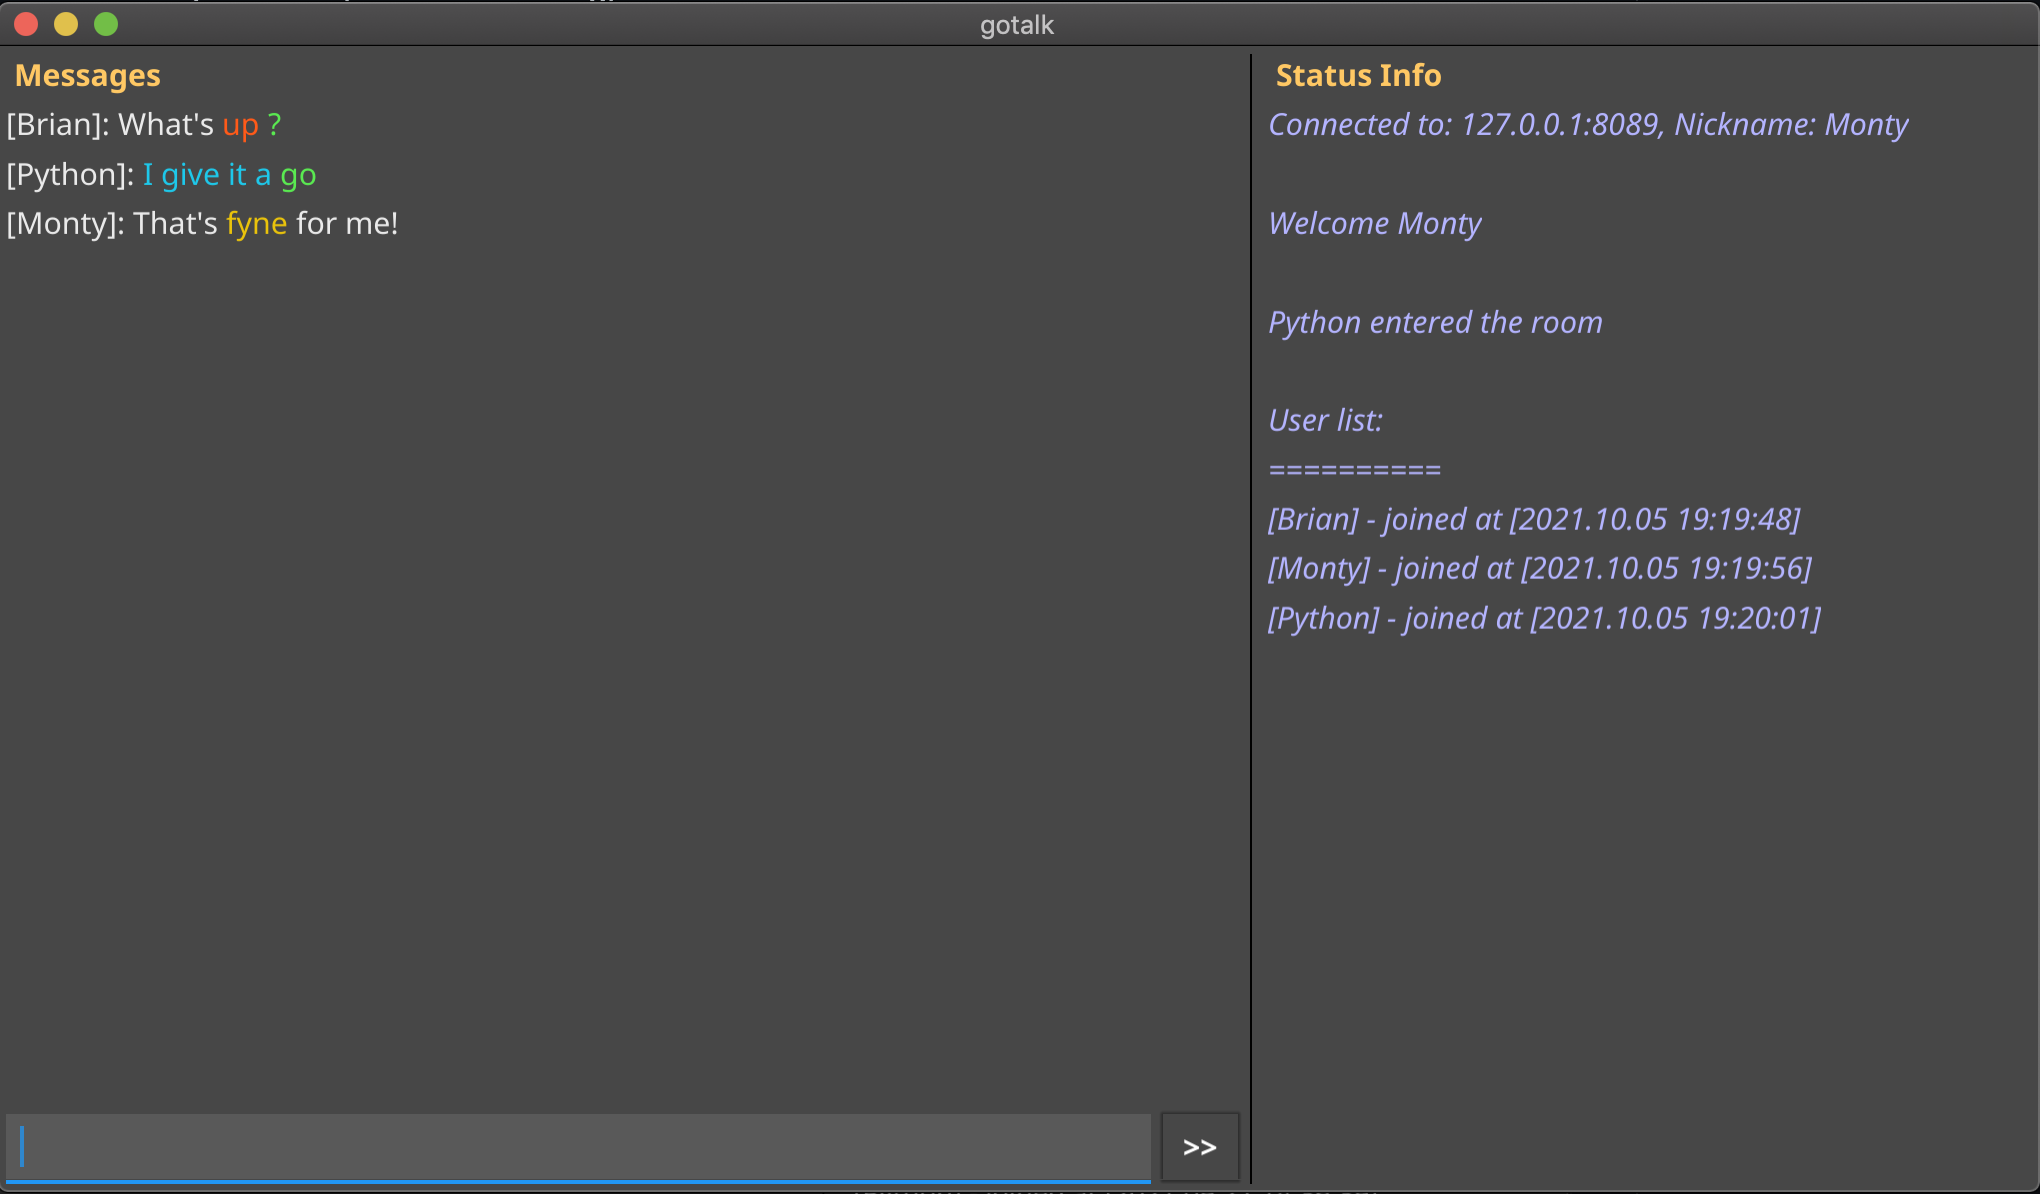 gotalk
Messages
[Brian]: What's up ?
[Python]: I give it a go
[Monty]: That's fyne for me!
>>
Status Info
Connected to: 127.0.0.1:8089, Nickname: Monty
Welcome Monty
Python entered the room
User list:
==========
[Brian] - joined at [2021.10.05 19:19:48]
[Monty] - joined at [2021.10.05 19:19:56]
[Python] - joined at [2021.10.05 19:20:01]